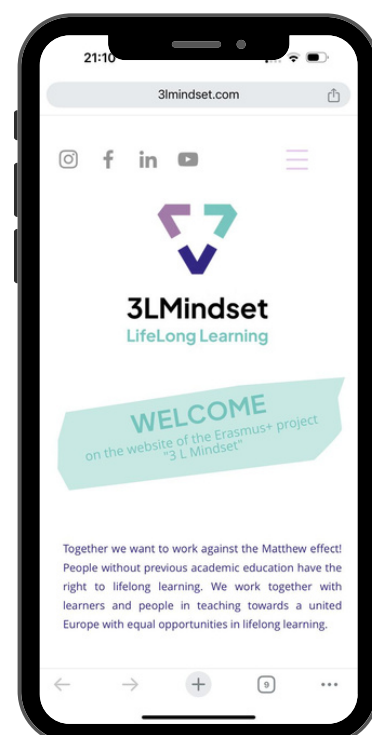 21:10
3lmindset.com
3LMindset
LifeLong Learning
WELCOME
on the website of the Erasmus+ project
"3 L Mindset"
Together we want to work against the Matthew effect!
People without previous academic education have the
right to lifelong learning. We work together with
learners and people in teaching towards a united
Europe with equal opportunities in lifelong learning.
9